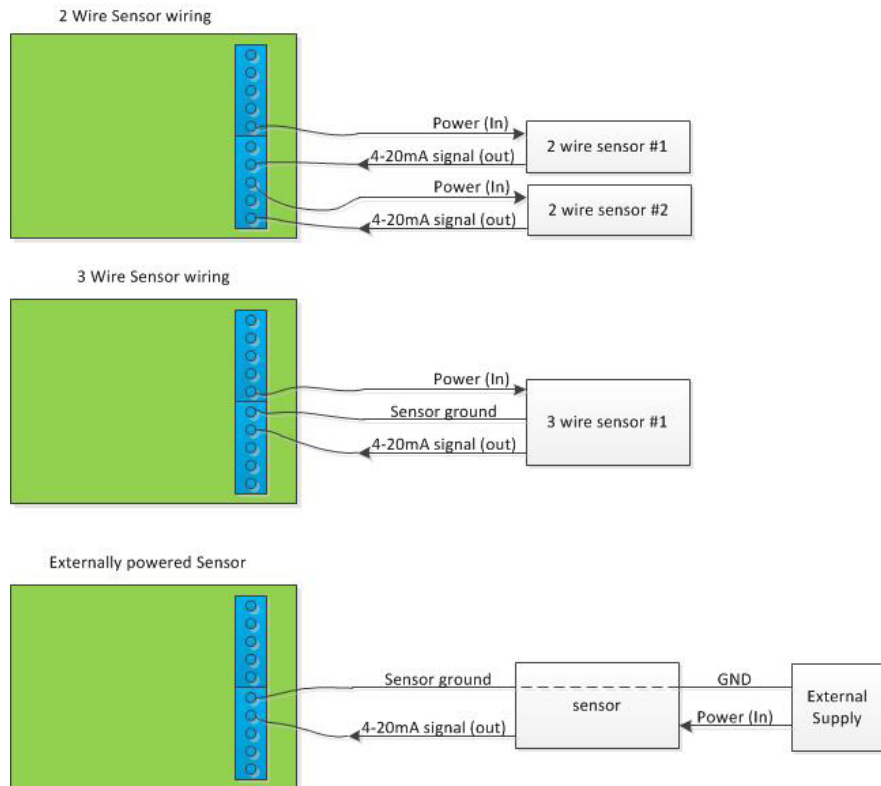 2 Wire Sensor wiring
Power (In)
4-20mA signal (out)
2 wire sensor #1
Power (In)
4-20mA signal (out)
2 wire sensor #2
3 Wire Sensor wiring
Power (In)
Sensor ground
4-20mA signal (out)
3 wire sensor #1
Externally powered Sensor
Sensor ground
4-20mA signal (out)
sensor
GND
Power (In)
External
Supply